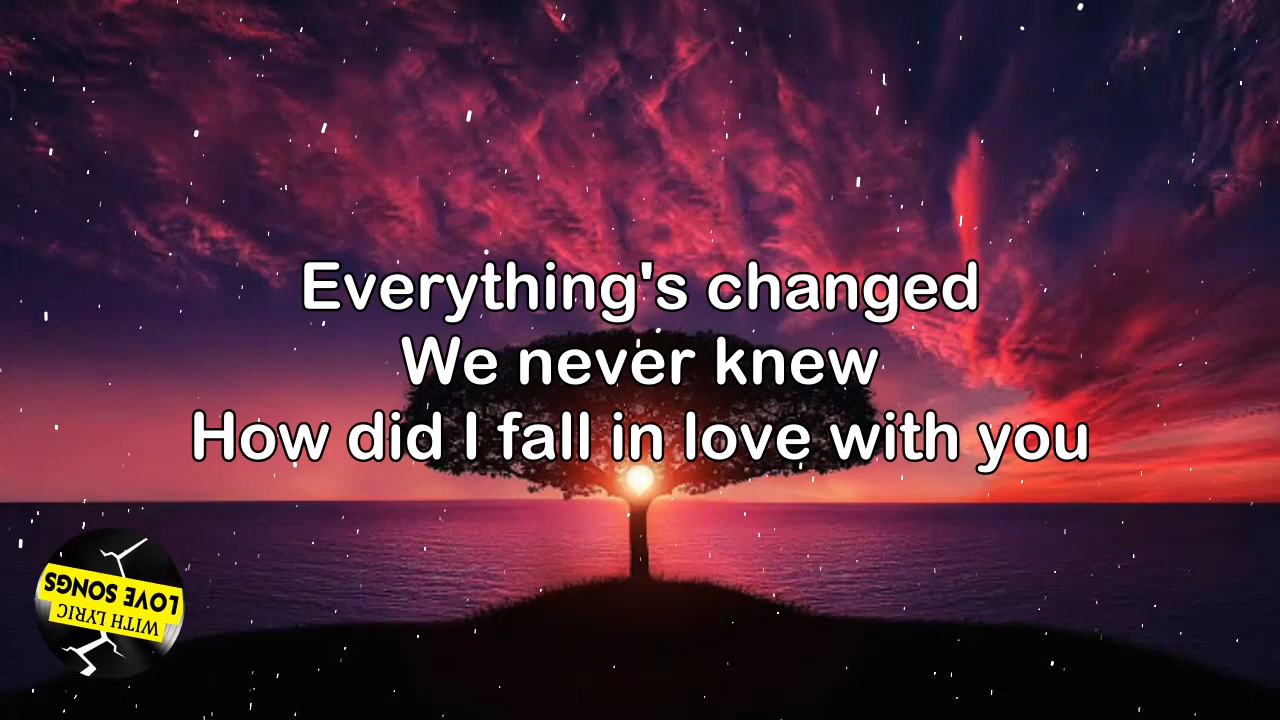 Everything's changed
We never knew
How did I fall in love with you
LOVE SONGS
WITH LYRIC